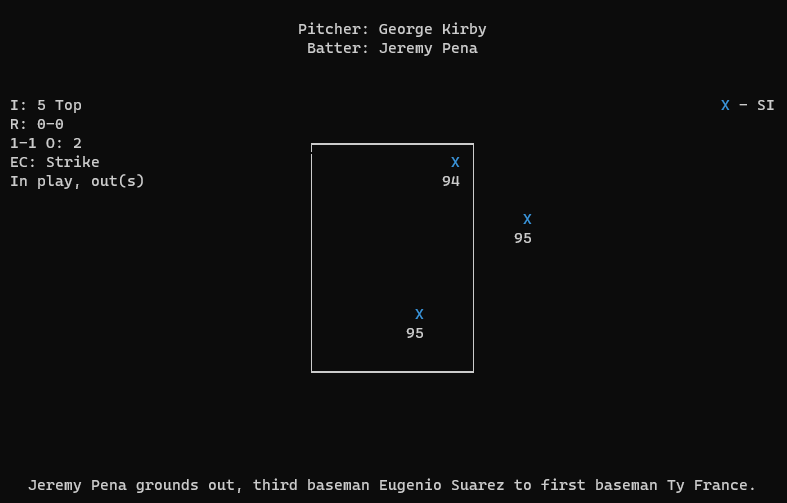 Pitcher: George Kirby
Batter: Jeremy Pena
I: 5 Top
X - SI
R: 0-0
1-1 O: 2
EC: Strike
In play, out(s)
X
94
X
95
X
95
Jeremy Pena grounds out, third baseman Eugenio Suarez to first baseman Ty France.